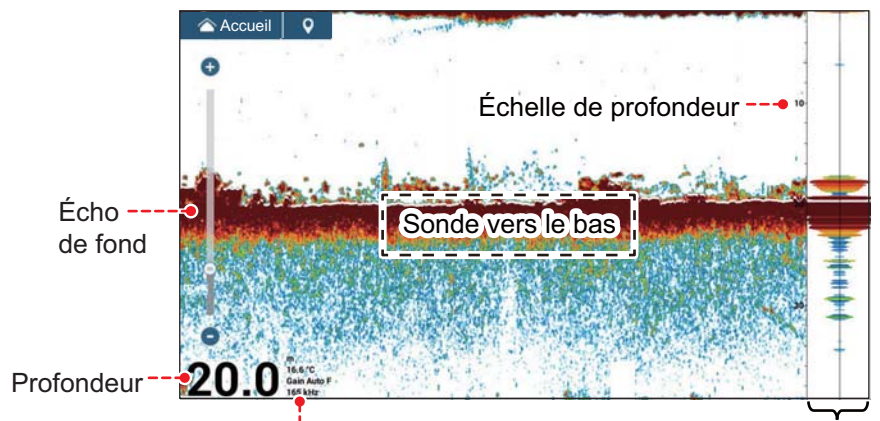 Accueil
Échelle de profondeur
10
Écho
de fond
Sonde vers le bas
Profondeur
20.0
m
16.6 °C
Gain Auto F
165 kHz